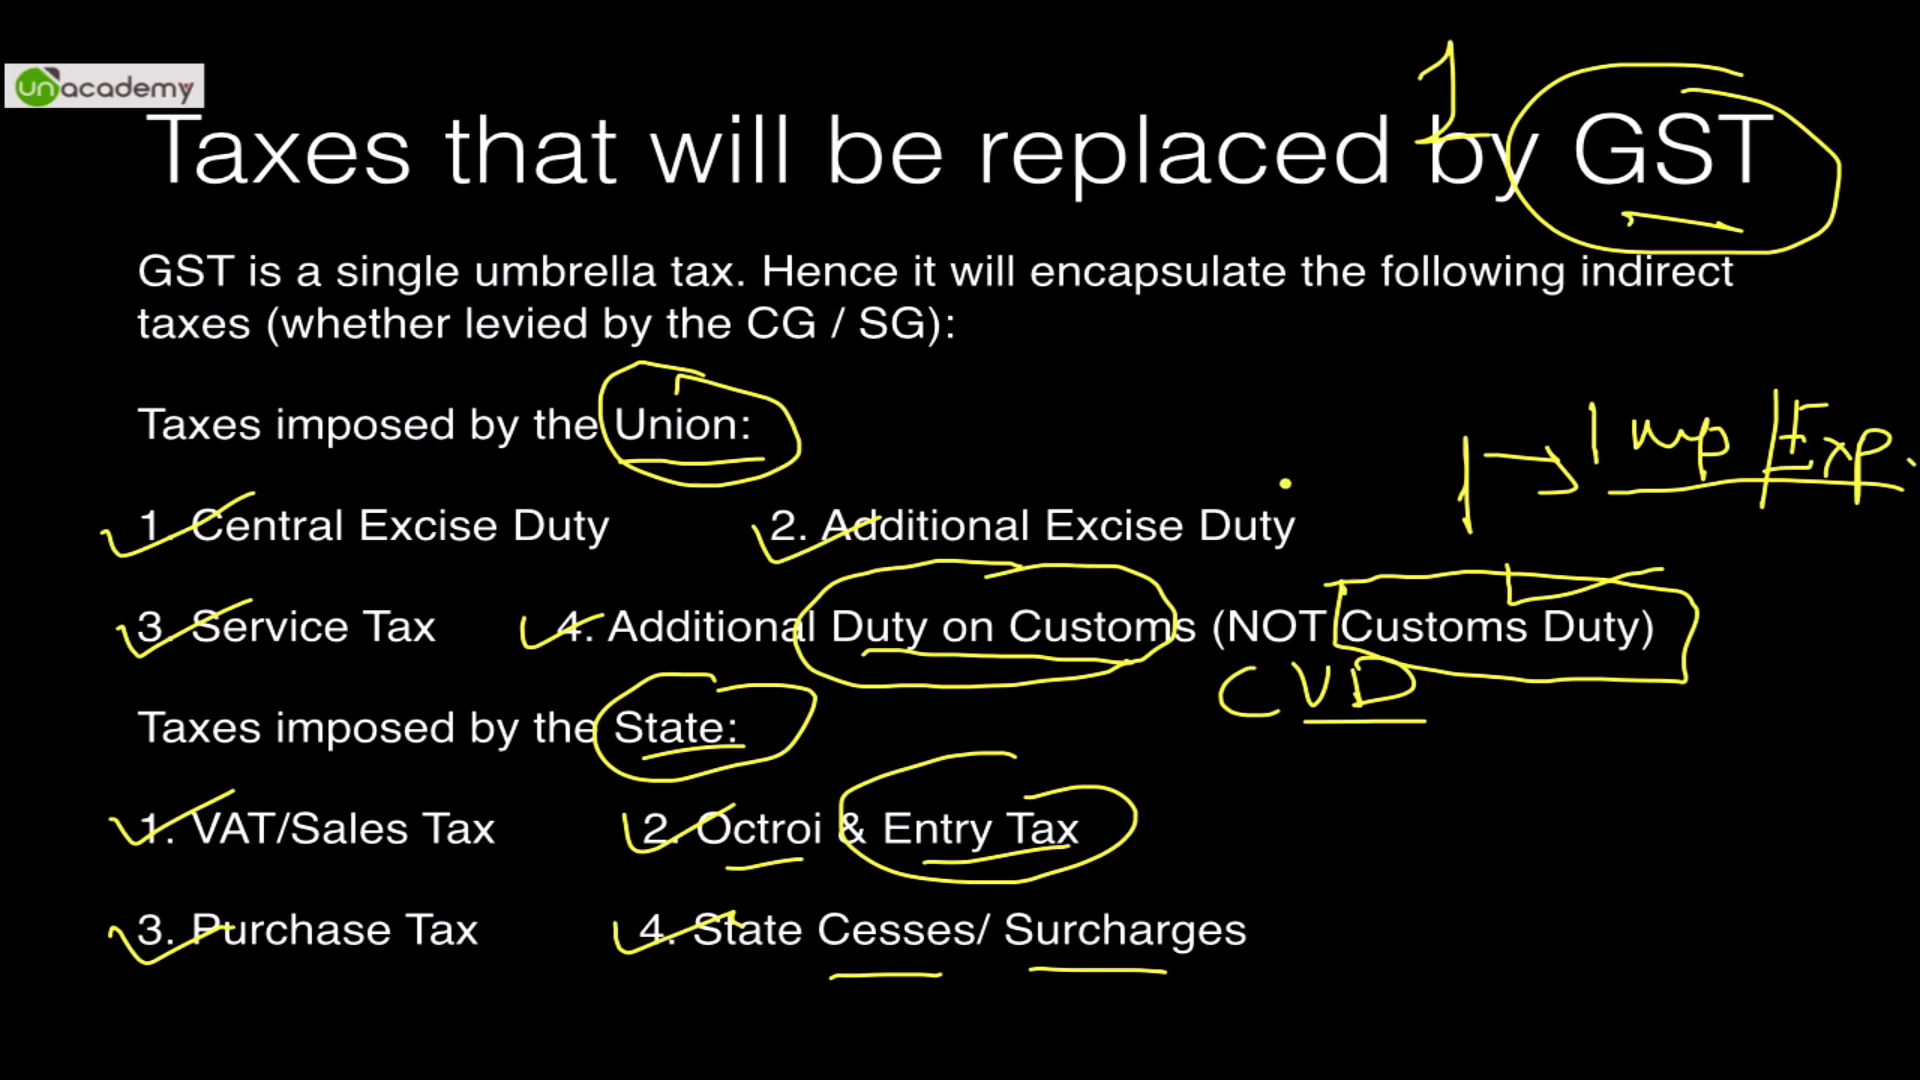 unacademy
1
Taxes that will be replaced by GST
GST is a single umbrella tax. Hence it will encapsulate the following indirect
taxes (whether levied by the CG / SG):
Taxes imposed by the Union:
Imp / Exp.
1. Central Excise Duty 2. Additional Excise Duty
3. Service Tax 4. Additional Duty on Customs (NOT Customs Duty)
CVD
Taxes imposed by the State:
1. VAT/Sales Tax 2. Octroi & Entry Tax
3. Purchase Tax 4. State Cesses/ Surcharges